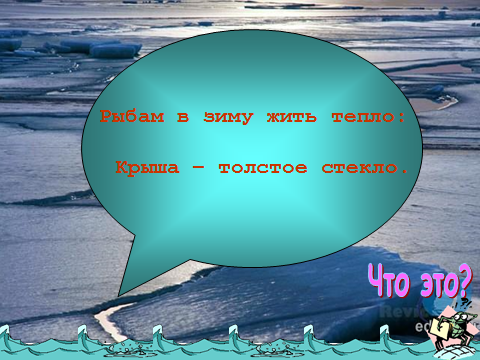 Рыбам в зиму жить тепло:
Крыша – толстое стекло.
Что это?